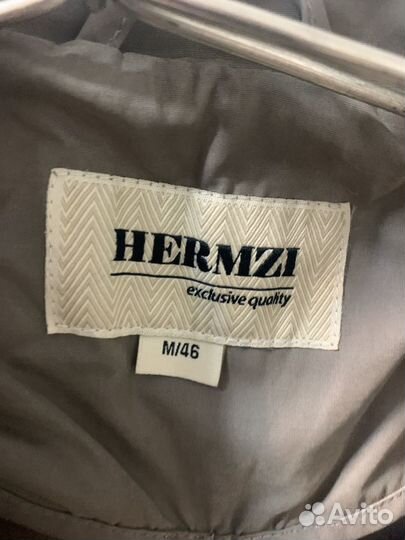 HERMZI
exclusive quality
M/46
Avito